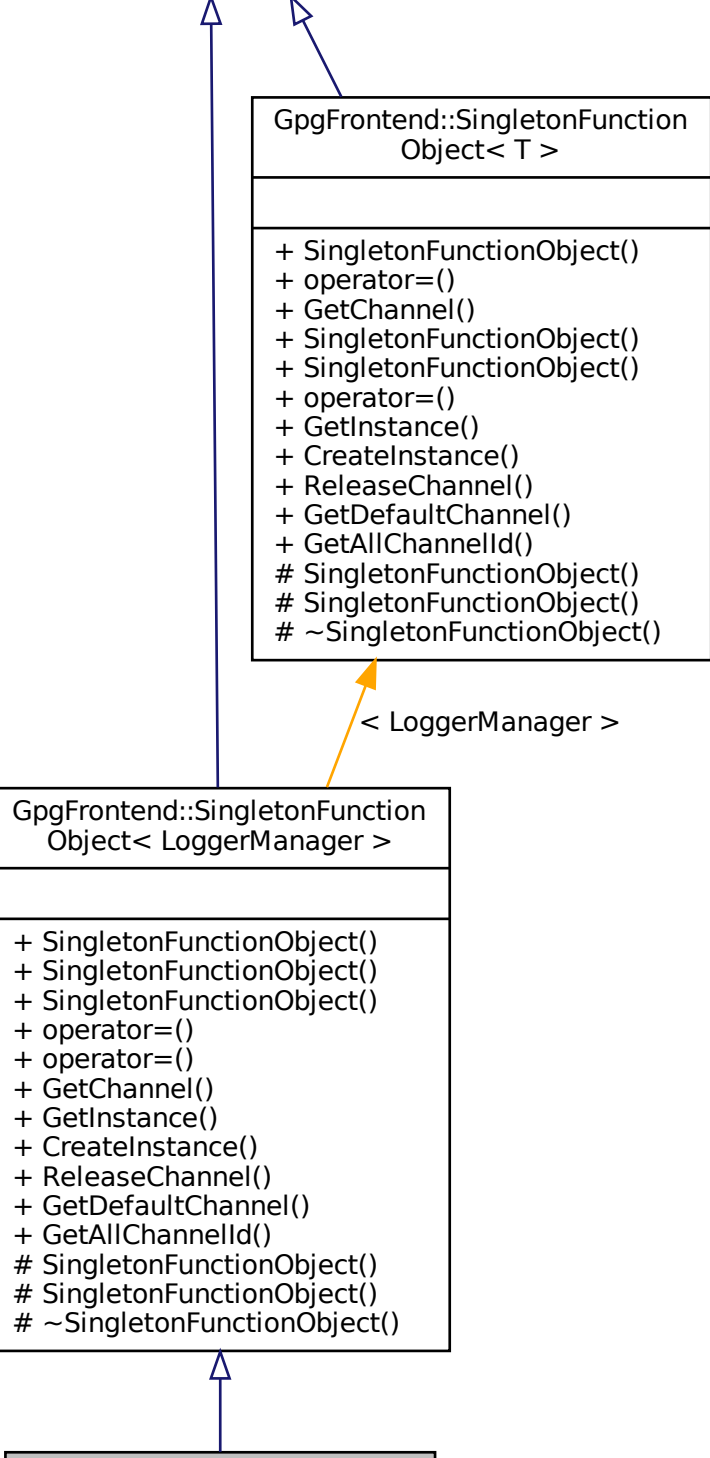 GpgFrontend::SingletonFunction
Object< T >
+ SingletonFunctionObject()
+ operator=()
+ GetChannel()
+ SingletonFunctionObject()
+ SingletonFunctionObject()
+ operator=()
+ GetInstance()
+ CreateInstance()
+ ReleaseChannel()
+ GetDefaultChannel()
+ GetAllChannelId()
# SingletonFunctionObject()
# SingletonFunctionObject()
# ~SingletonFunctionObject()
< LoggerManager >
GpgFrontend::SingletonFunction
Object< LoggerManager >
+ SingletonFunctionObject()
+ SingletonFunctionObject()
+ SingletonFunctionObject()
+ operator=()
+ operator=()
+ GetChannel()
+ GetInstance()
+ CreateInstance()
+ ReleaseChannel()
+ GetDefaultChannel()
+ GetAllChannelId()
# SingletonFunctionObject()
# SingletonFunctionObject()
# ~SingletonFunctionObject()